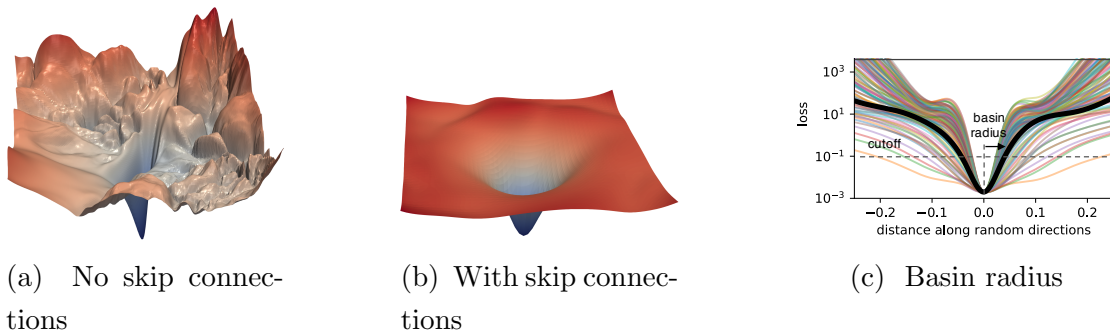 10³
10¹
10⁻¹
10⁻³
loss
basin
radius
cutoff
−0.2 −0.1 0.0 0.1 0.2
distance along random directions
(a) No skip connec-
tions
(b) With skip connec-
tions
(c) Basin radius